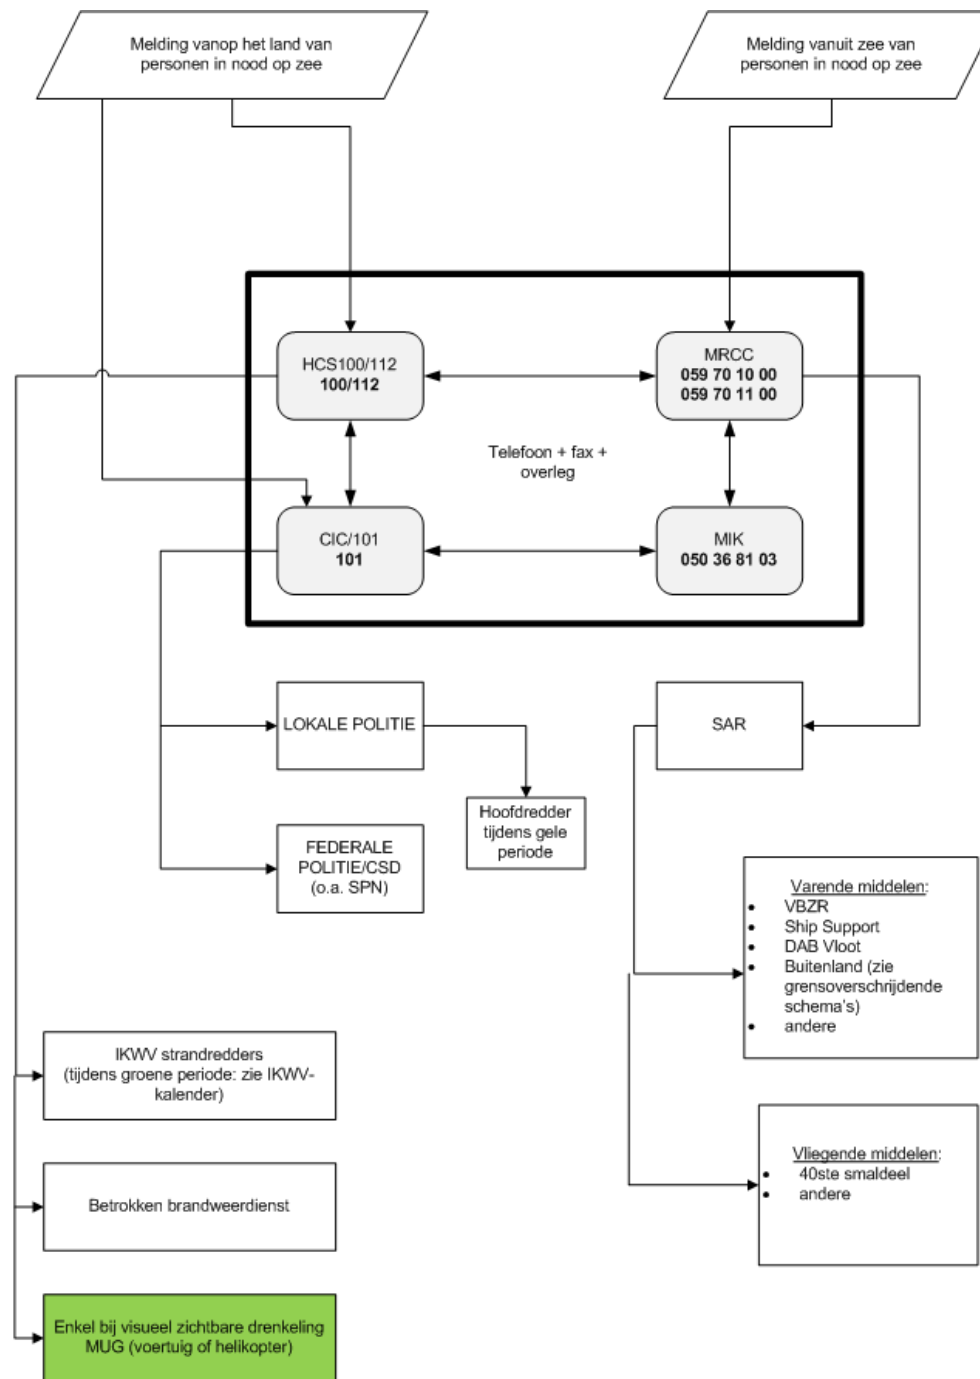 Melding vanop het land van
personen in nood op zee
Melding vanuit zee van
personen in nood op zee
HCS100/112
100/112
MRCC
059 70 10 00
059 70 11 00
Telefoon + fax +
overleg
CIC/101
101
MIK
050 36 81 03
LOKALE POLITIE
SAR
Hoofdredder
tijdens gele
periode
FEDERALE
POLITIE/CSD
(o.a. SPN)
Varende middelen:
• VBZR
• Ship Support
• DAB Vloot
• Buitenland (zie
grensoverschrijdende
schema's)
• andere
IKWV strandredders
(tijdens groene periode: zie IKWV-
kalender)
Vliegende middelen:
• 40ste smaldeel
• andere
Betrokken brandweerdienst
Enkel bij visueel zichtbare drenkeling
MUG (voertuig of helikopter)